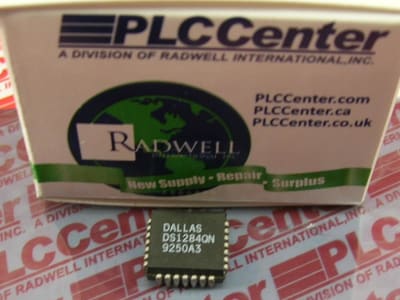 PLCCenter
A DIVISION OF RADWELL INTERNATIONAL, INC.
PLCCenter.com
PLCCenter.ca
PLCCenter.co.uk
RADWELL
New Supply - Repair - Surplus
DALLAS
DS1284QN
9250A3